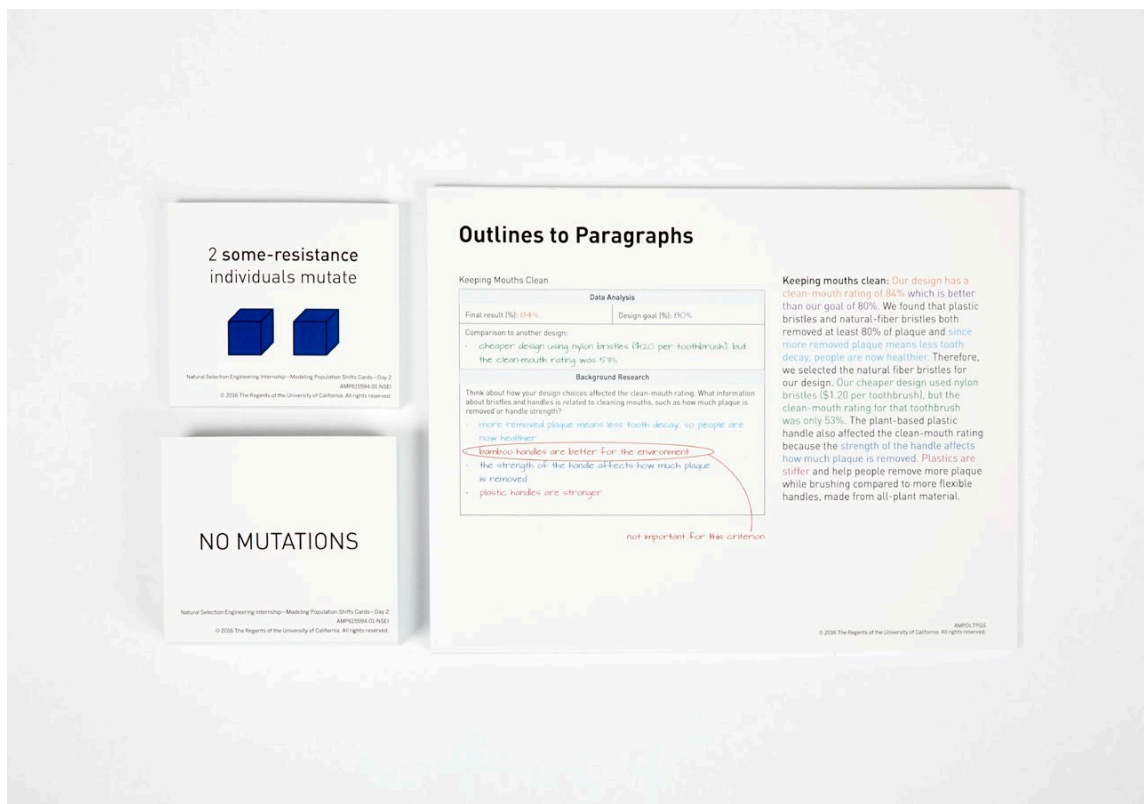 2 some-resistance
individuals mutate
Natural Selection Engineering Internship—Modeling Population Shifts Cards—Day 2
AMP615594.01-NSEI
© 2016 The Regents of the University of California. All rights reserved.
NO MUTATIONS
Natural Selection Engineering Internship—Modeling Population Shifts Cards—Day 2
AMP615594.01-NSEI
© 2016 The Regents of the University of California. All rights reserved.
Outlines to Paragraphs
Keeping Mouths Clean
Data Analysis
Final result (%): 84%
Design goal (%): 80%
Comparison to another design:
• cheaper design using nylon bristles ($1.20 per toothbrush), but
the clean-mouth rating was 53%
Background Research
Think about how your design choices affected the clean-mouth rating. What information
about bristles and handles is related to cleaning mouths, such as how much plaque is
removed or handle strength?
• more removed plaque means less tooth decay, so people are
now healthier
bamboo handles are better for the environment
• the strength of the handle affects how much plaque
is removed
• plastic handles are stronger
not important for this criterion
Keeping mouths clean: Our design has a
clean-mouth rating of 84% which is better
than our goal of 80%. We found that plastic
bristles and natural-fiber bristles both
removed at least 80% of plaque and since
more removed plaque means less tooth
decay, people are now healthier. Therefore,
we selected the natural fiber bristles for
our design. Our cheaper design used nylon
bristles ($1.20 per toothbrush), but the
clean-mouth rating for that toothbrush
was only 53%. The plant-based plastic
handle also affected the clean-mouth rating
because the strength of the handle affects
how much plaque is removed. Plastics are
stiffer and help people remove more plaque
while brushing compared to more flexible
handles, made from all-plant material.
© 2016 The Regents of the University of California. All rights reserved.